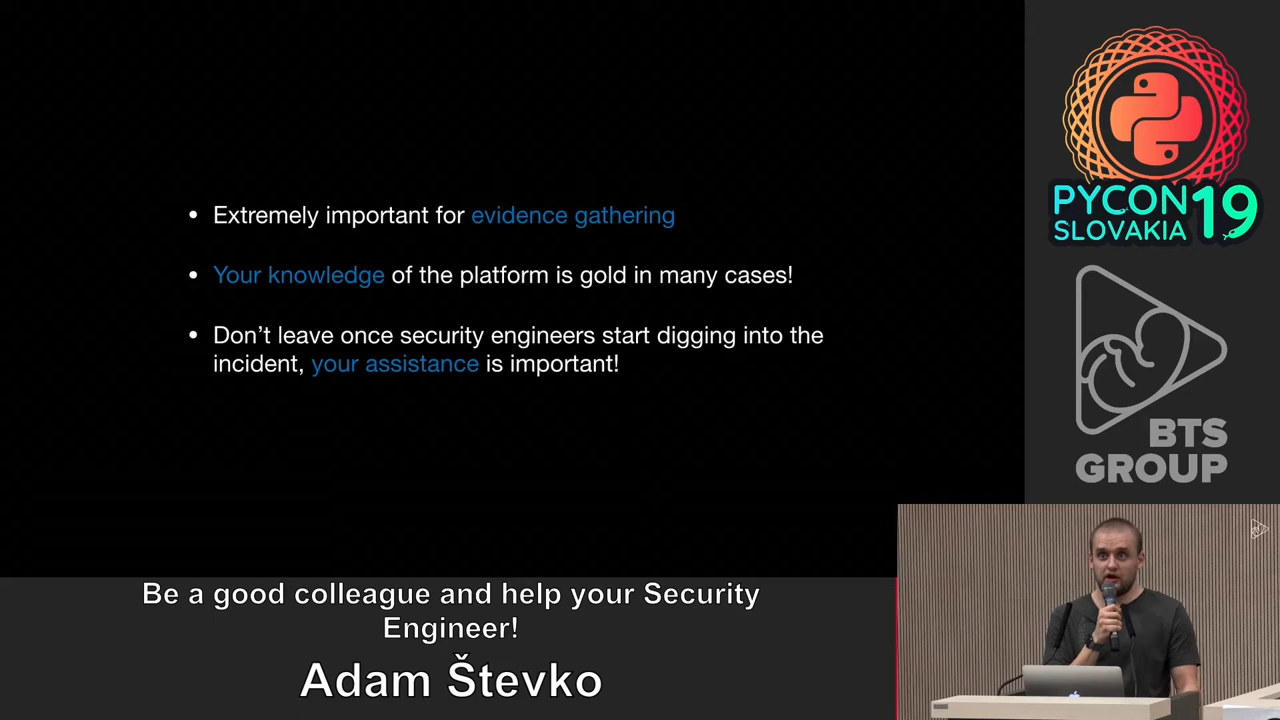 • Extremely important for evidence gathering
• Your knowledge of the platform is gold in many cases!
• Don’t leave once security engineers start digging into the
incident, your assistance is important!
PYCON
SLOVAKIA
19
BTS
GROUP
Be a good colleague and help your Security
Engineer!
Adam Števko